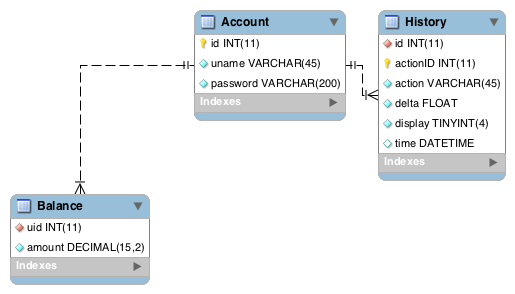 Account
id INT(11)
uname VARCHAR(45)
password VARCHAR(200)
Indexes
History
id INT(11)
actionID INT(11)
action VARCHAR(45)
delta FLOAT
display TINYINT(4)
time DATETIME
Indexes
Balance
uid INT(11)
amount DECIMAL(15,2)
Indexes